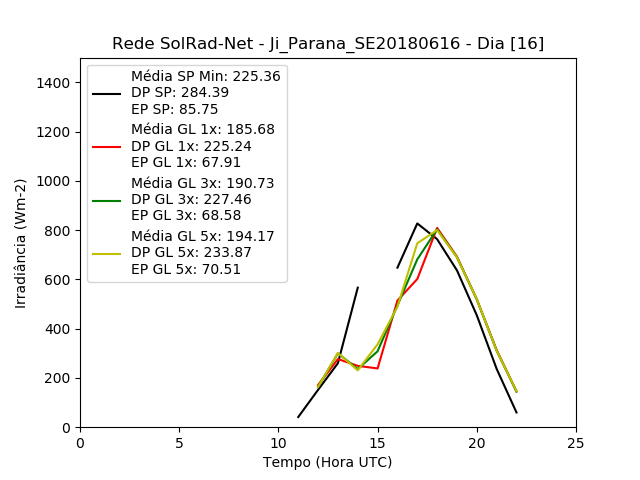 Rede SolRad-Net - Ji_Parana_SE20180616 - Dia [16]
Média SP Min: 225.36
DP SP: 284.39
EP SP: 85.75
Média GL 1x: 185.68
DP GL 1x: 225.24
EP GL 1x: 67.91
Média GL 3x: 190.73
DP GL 3x: 227.46
EP GL 3x: 68.58
Média GL 5x: 194.17
DP GL 5x: 233.87
EP GL 5x: 70.51
Irradiância (Wm-2)
1400
1200
1000
800
600
400
200
0
0 5 10 15 20 25
Tempo (Hora UTC)